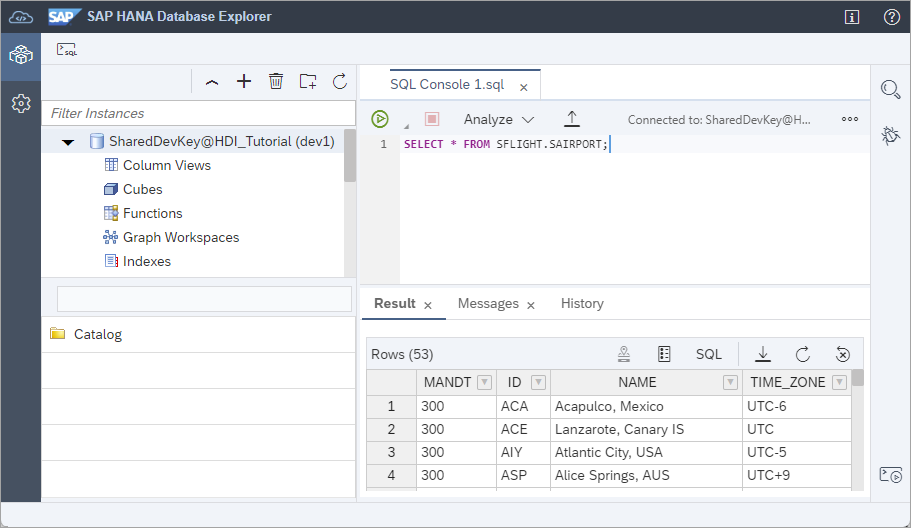 SAP SAP HANA Database Explorer
SQL
Filter Instances
SharedDevKey@HDI_Tutorial (dev1)
Column Views
Cubes
Functions
Graph Workspaces
Indexes
Catalog
SQL Console 1.sql
Analyze
Connected to: SharedDevKey@H...
1 SELECT * FROM SFLIGHT.SAIRPORT;
Result Messages History
Rows (53) SQL
MANDT ID NAME TIME_ZONE
1 300 ACA Acapulco, Mexico UTC-6
2 300 ACE Lanzarote, Canary IS UTC
3 300 AIY Atlantic City, USA UTC-5
4 300 ASP Alice Springs, AUS UTC+9